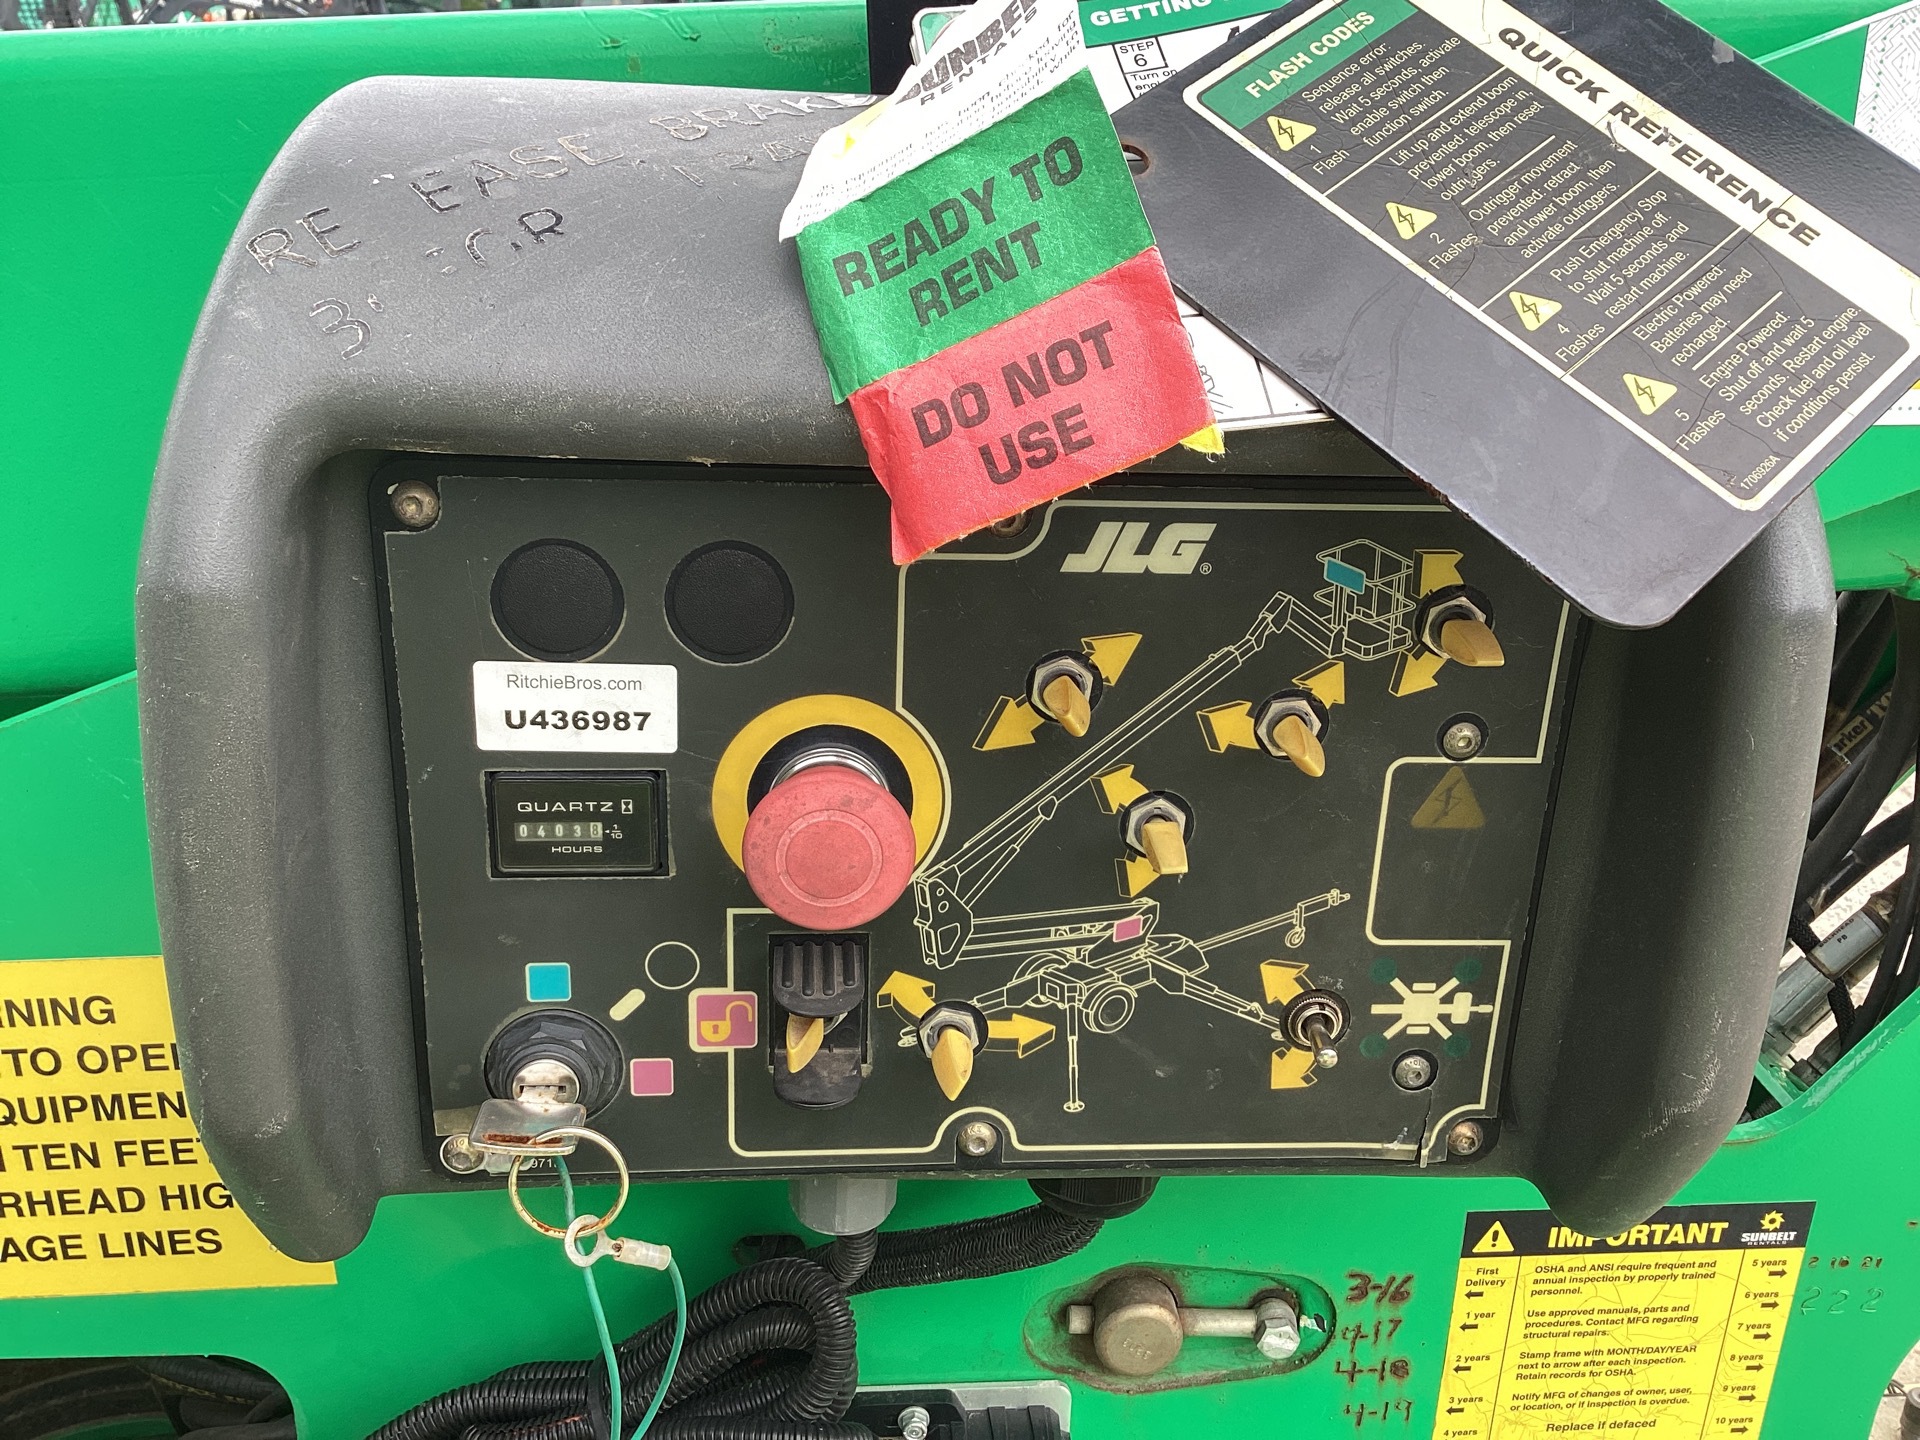 GETTING
STEP
6
Turn on
SUNBELT
RENTALS
READY TO
RENT
DO NOT
USE
QUICK REFERENCE
FLASH CODES
1
Flash
Sequence error:
release all switches.
Wait 5 seconds, activate
enable switch then
function switch.
Lift up and extend boom
prevented: telescope in,
lower boom, then reset
outriggers.
2
Flashes
Outrigger movement
prevented: retract
and lower boom, then
activate outriggers.
4
Flashes
Push Emergency Stop
to shut machine off.
Wait 5 seconds and
restart machine.
5
Flashes
Electric Powered:
Batteries may need
recharged.
Engine Powered:
Shut off and wait 5
seconds. Restart engine.
Check fuel and oil level
if conditions persist.
1706926A
RE EASE BRAKE
JLG®
RitchieBros.com
U436987
QUARTZ
04038 1/10
HOURS
RNING
TO OPE
QUIPMEN
TEN FEET
RHEAD HIG
AGE LINES
3-16
4-17
4-18
4-19
IMPORTANT
SUNBELT
RENTALS
First
Delivery
1 year
2 years
3 years
4 years
OSHA and ANSI require frequent and
annual inspection by properly trained
personnel.
Use approved manuals, parts and
procedures. Contact MFG regarding
structural repairs.
Stamp frame with MONTH/DAY/YEAR
next to arrow after each inspection.
Retain records for OSHA.
Notify MFG of changes of owner, user,
or location, or if inspection is overdue.
Replace if defaced
5 years
6 years
7 years
8 years
9 years
10 years